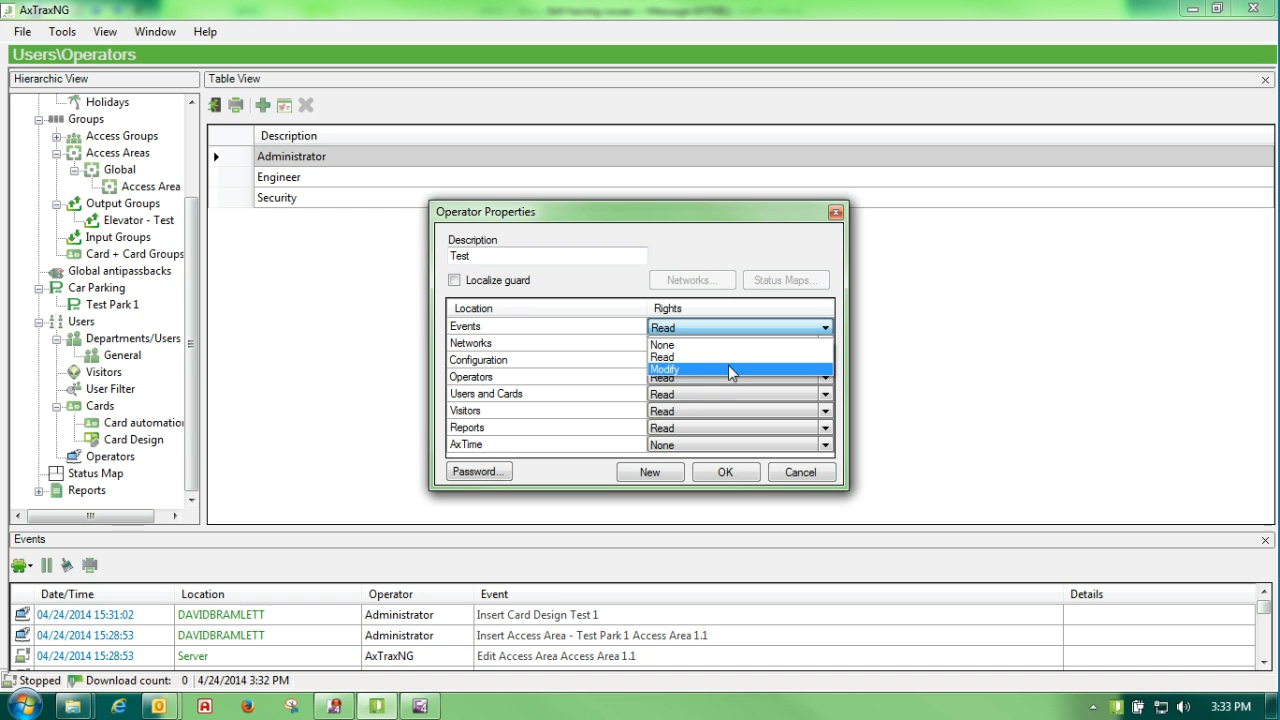 AxTraxNG
File Tools View Window Help
Users\Operators
Hierarchic View
Table View
Holidays
Groups
Access Groups
Access Areas
Global
Access Area
Output Groups
Elevator - Test
Input Groups
Card + Card Groups
Global antipassbacks
Car Parking
Test Park 1
Users
Departments/Users
General
Visitors
User Filter
Cards
Card automation
Card Design
Operators
Status Map
Reports
Description
Administrator
Engineer
Security
Operator Properties
Description
Test
Localize guard Networks... Status Maps...
Location Rights
Events Read
Networks None
Configuration Read
Modify
Operators Read
Users and Cards Read
Visitors Read
Reports Read
AxTime None
Password... New OK Cancel
Events
Date/Time Location Operator Event Details
04/24/2014 15:31:02 DAVIDBRAMLETT Administrator Insert Card Design Test 1
04/24/2014 15:28:53 DAVIDBRAMLETT Administrator Insert Access Area - Test Park 1 Access Area 1.1
04/24/2014 15:28:53 Server AxTraxNG Edit Access Area Access Area 1.1
Stopped Download count: 0 4/24/2014 3:32 PM
3:33 PM